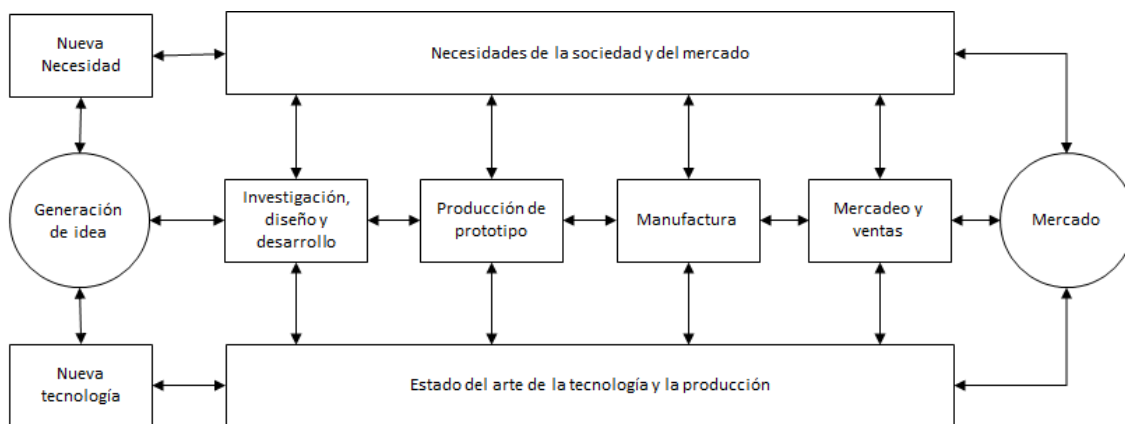 Nueva
Necesidad
Necesidades de la sociedad y del mercado
Generación
de idea
Investigación,
diseño y
desarrollo
Producción de
prototipo
Manufactura
Mercadeo y
ventas
Mercado
Nueva
tecnología
Estado del arte de la tecnología y la producción